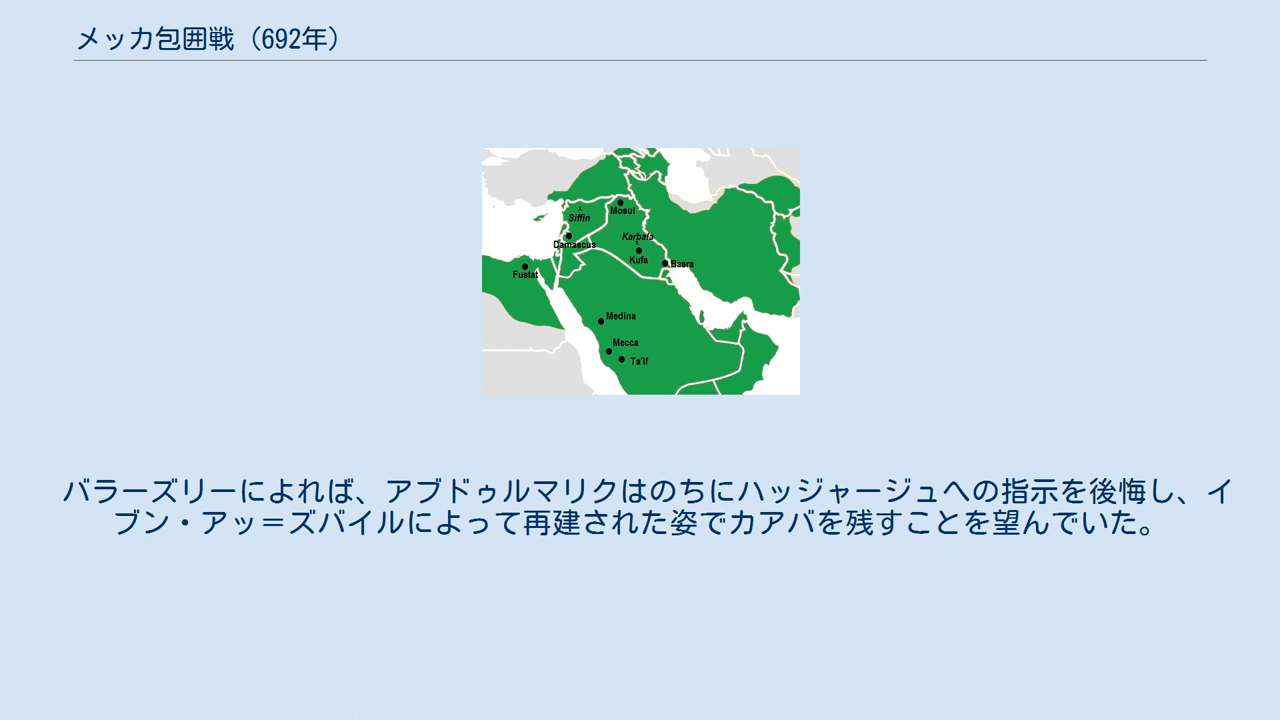 メッカ包囲戦（692年）
Siffin
Mosul
Damascus
Karbala
Kufa
Basra
Fustat
Medina
Mecca
Ta'if
バラーズリーによれば、アブドゥルマリクはのちにハッジャージュへの指示を後悔し、イ
ブン・アッ＝ズバイルによって再建された姿でカアバを残すことを望んでいた。